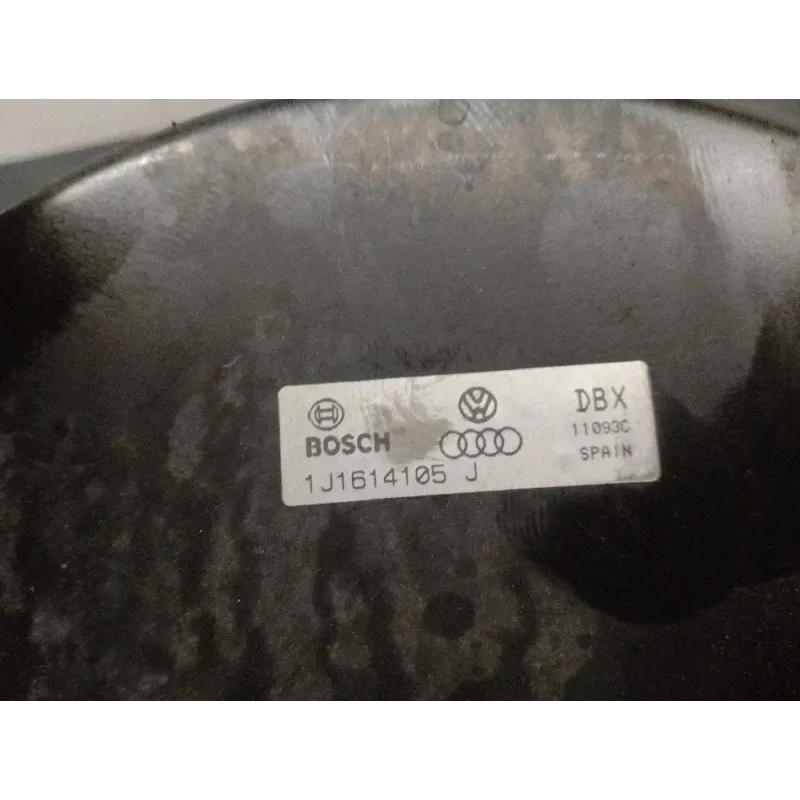 BOSCH
1J1614105 J
DBX
11093C
SPAIN